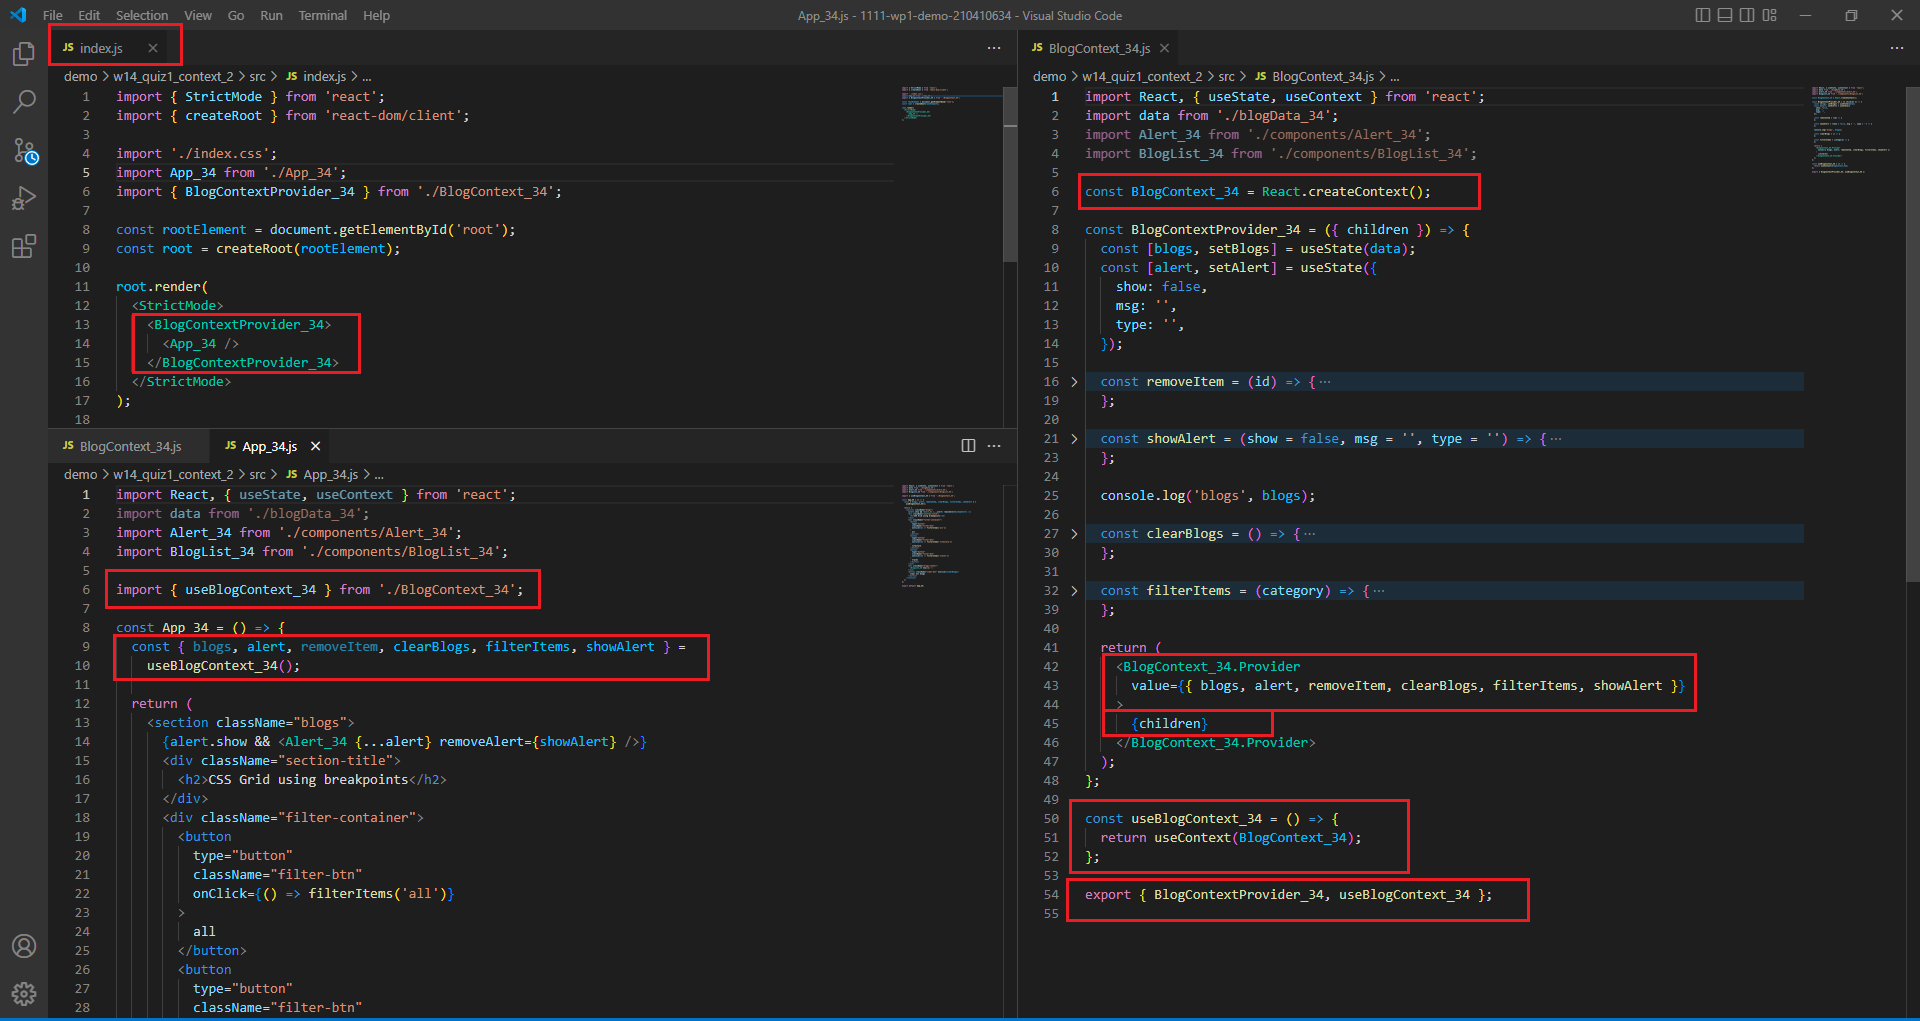 File Edit Selection View Go Run Terminal Help
App_34.js - 1111-wp1-demo-210410634 - Visual Studio Code
JS index.js
demo > w14_quiz1_context_2 > src > JS index.js > ...
1 import { StrictMode } from 'react';
2 import { createRoot } from 'react-dom/client';
3
4 import './index.css';
5 import App_34 from './App_34';
6 import { BlogContextProvider_34 } from './BlogContext_34';
7
8 const rootElement = document.getElementById('root');
9 const root = createRoot(rootElement);
10
11 root.render(
12 <StrictMode>
13 <BlogContextProvider_34>
14 <App_34 />
15 </BlogContextProvider_34>
16 </StrictMode>
17 );
18
JS BlogContext_34.js JS App_34.js
demo > w14_quiz1_context_2 > src > JS App_34.js > ...
1 import React, { useState, useContext } from 'react';
2 import data from './blogData_34';
3 import Alert_34 from './components/Alert_34';
4 import BlogList_34 from './components/BlogList_34';
5
6 import { useBlogContext_34 } from './BlogContext_34';
7
8 const App_34 = () => {
9 const { blogs, alert, removeItem, clearBlogs, filterItems, showAlert } =
10 useBlogContext_34();
11
12 return (
13 <section className="blogs">
14 {alert.show && <Alert_34 {...alert} removeAlert={showAlert} />}
15 <div className="section-title">
16 <h2>CSS Grid using breakpoints</h2>
17 </div>
18 <div className="filter-container">
19 <button
20 type="button"
21 className="filter-btn"
22 onClick={() => filterItems('all')}
23 >
24 all
25 </button>
26 <button
27 type="button"
28 className="filter-btn"
JS BlogContext_34.js
demo > w14_quiz1_context_2 > src > JS BlogContext_34.js > ...
1 import React, { useState, useContext } from 'react';
2 import data from './blogData_34';
3 import Alert_34 from './components/Alert_34';
4 import BlogList_34 from './components/BlogList_34';
5
6 const BlogContext_34 = React.createContext();
7
8 const BlogContextProvider_34 = ({ children }) => {
9 const [blogs, setBlogs] = useState(data);
10 const [alert, setAlert] = useState({
11 show: false,
12 msg: '',
13 type: '',
14 });
15
16 const removeItem = (id) => {...
19 };
20
21 const showAlert = (show = false, msg = '', type = '') => {...
23 };
24
25 console.log('blogs', blogs);
26
27 const clearBlogs = () => {...
30 };
31
32 const filterItems = (category) => {...
39 };
40
41 return (
42 <BlogContext_34.Provider
43 value={{ blogs, alert, removeItem, clearBlogs, filterItems, showAlert }}
44 >
45 {children}
46 </BlogContext_34.Provider>
47 );
48 };
49
50 const useBlogContext_34 = () => {
51 return useContext(BlogContext_34);
52 };
53
54 export { BlogContextProvider_34, useBlogContext_34 };
55